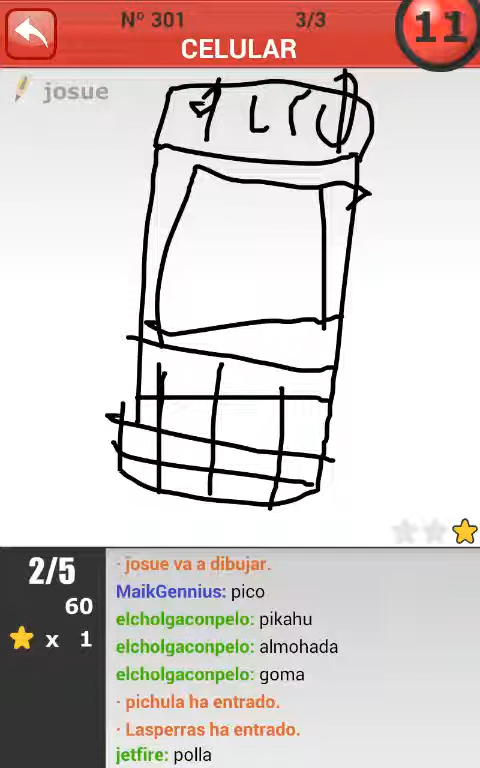 Nº 301 3/3
11
CELULAR
josue
2/5
60
x 1
· josue va a dibujar.
MaikGennius: pico
elcholgaconpelo: pikahu
elcholgaconpelo: almohada
elcholgaconpelo: goma
· pichula ha entrado.
· Lasperras ha entrado.
jetfire: polla